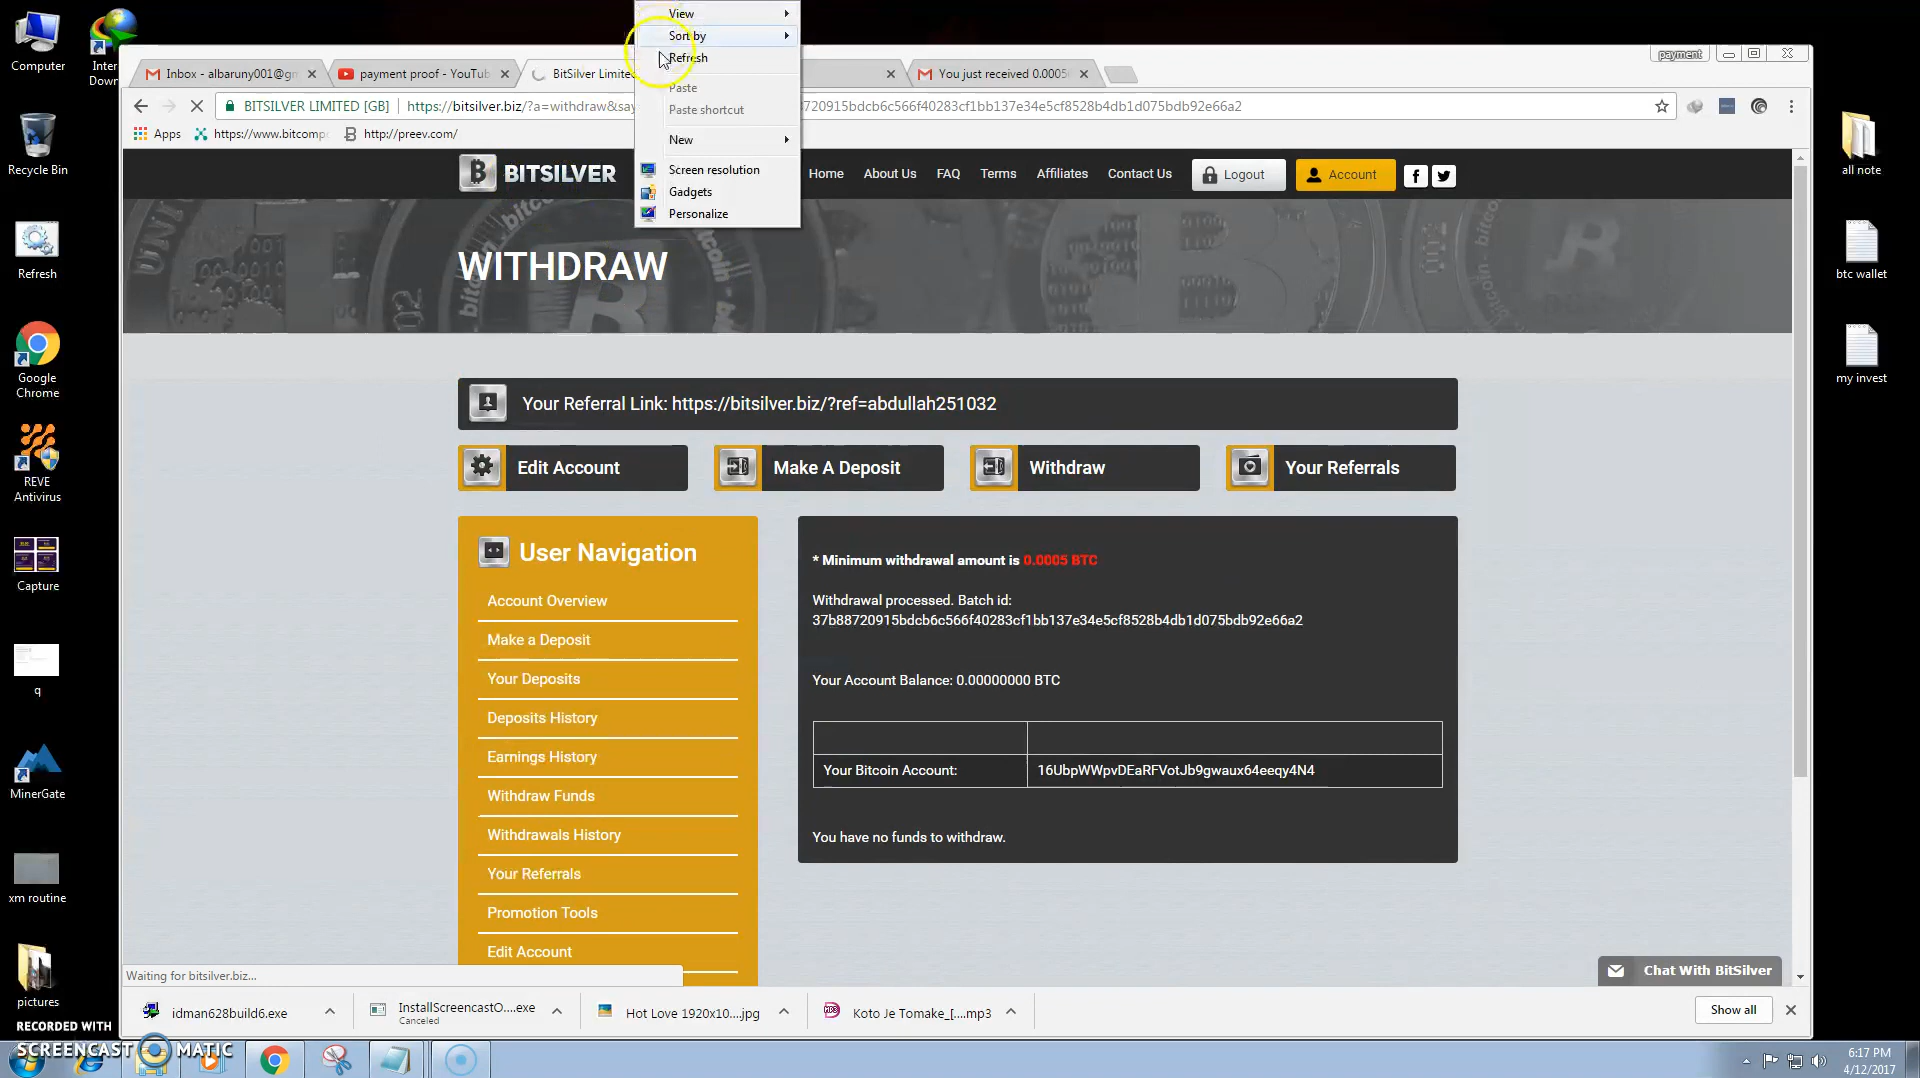 Computer
Inter
Down
Recycle Bin
Refresh
Google
Chrome
REVE
Antivirus
Capture
q
MinerGate
xm routine
pictures
all note
btc wallet
my invest
View
Sort by
Refresh
Paste
Paste shortcut
New
Screen resolution
Gadgets
Personalize
payment
Inbox - albaruny001@gm
payment proof - YouTub
BitSilver Limite
You just received 0.0005
BITSILVER LIMITED [GB]
https://bitsilver.biz/?a=withdraw&say
720915bdcb6c566f40283cf1bb137e34e5cf8528b4db1d075bdb92e66a2
Apps
https://www.bitcomp
http://preev.com/
BITSILVER
Home
About Us
FAQ
Terms
Affiliates
Contact Us
Logout
Account
WITHDRAW
Your Referral Link: https://bitsilver.biz/?ref=abdullah251032
Edit Account
Make A Deposit
Withdraw
Your Referrals
User Navigation
Account Overview
Make a Deposit
Your Deposits
Deposits History
Earnings History
Withdraw Funds
Withdrawals History
Your Referrals
Promotion Tools
Edit Account
* Minimum withdrawal amount is 0.0005 BTC
Withdrawal processed. Batch id:
37b88720915bdcb6c566f40283cf1bb137e34e5cf8528b4db1d075bdb92e66a2
Your Account Balance: 0.00000000 BTC
Your Bitcoin Account:
16UbpWWpvDEaRFVotJb9gwaux64eeqy4N4
You have no funds to withdraw.
Chat With BitSilver
Waiting for bitsilver.biz...
idman628build6.exe
InstallScreencastO....exe
Canceled
Hot Love 1920x10....jpg
Koto Je Tomake_[....mp3
Show all
RECORDED WITH
SCREENCAST MATIC
6:17 PM
4/12/2017